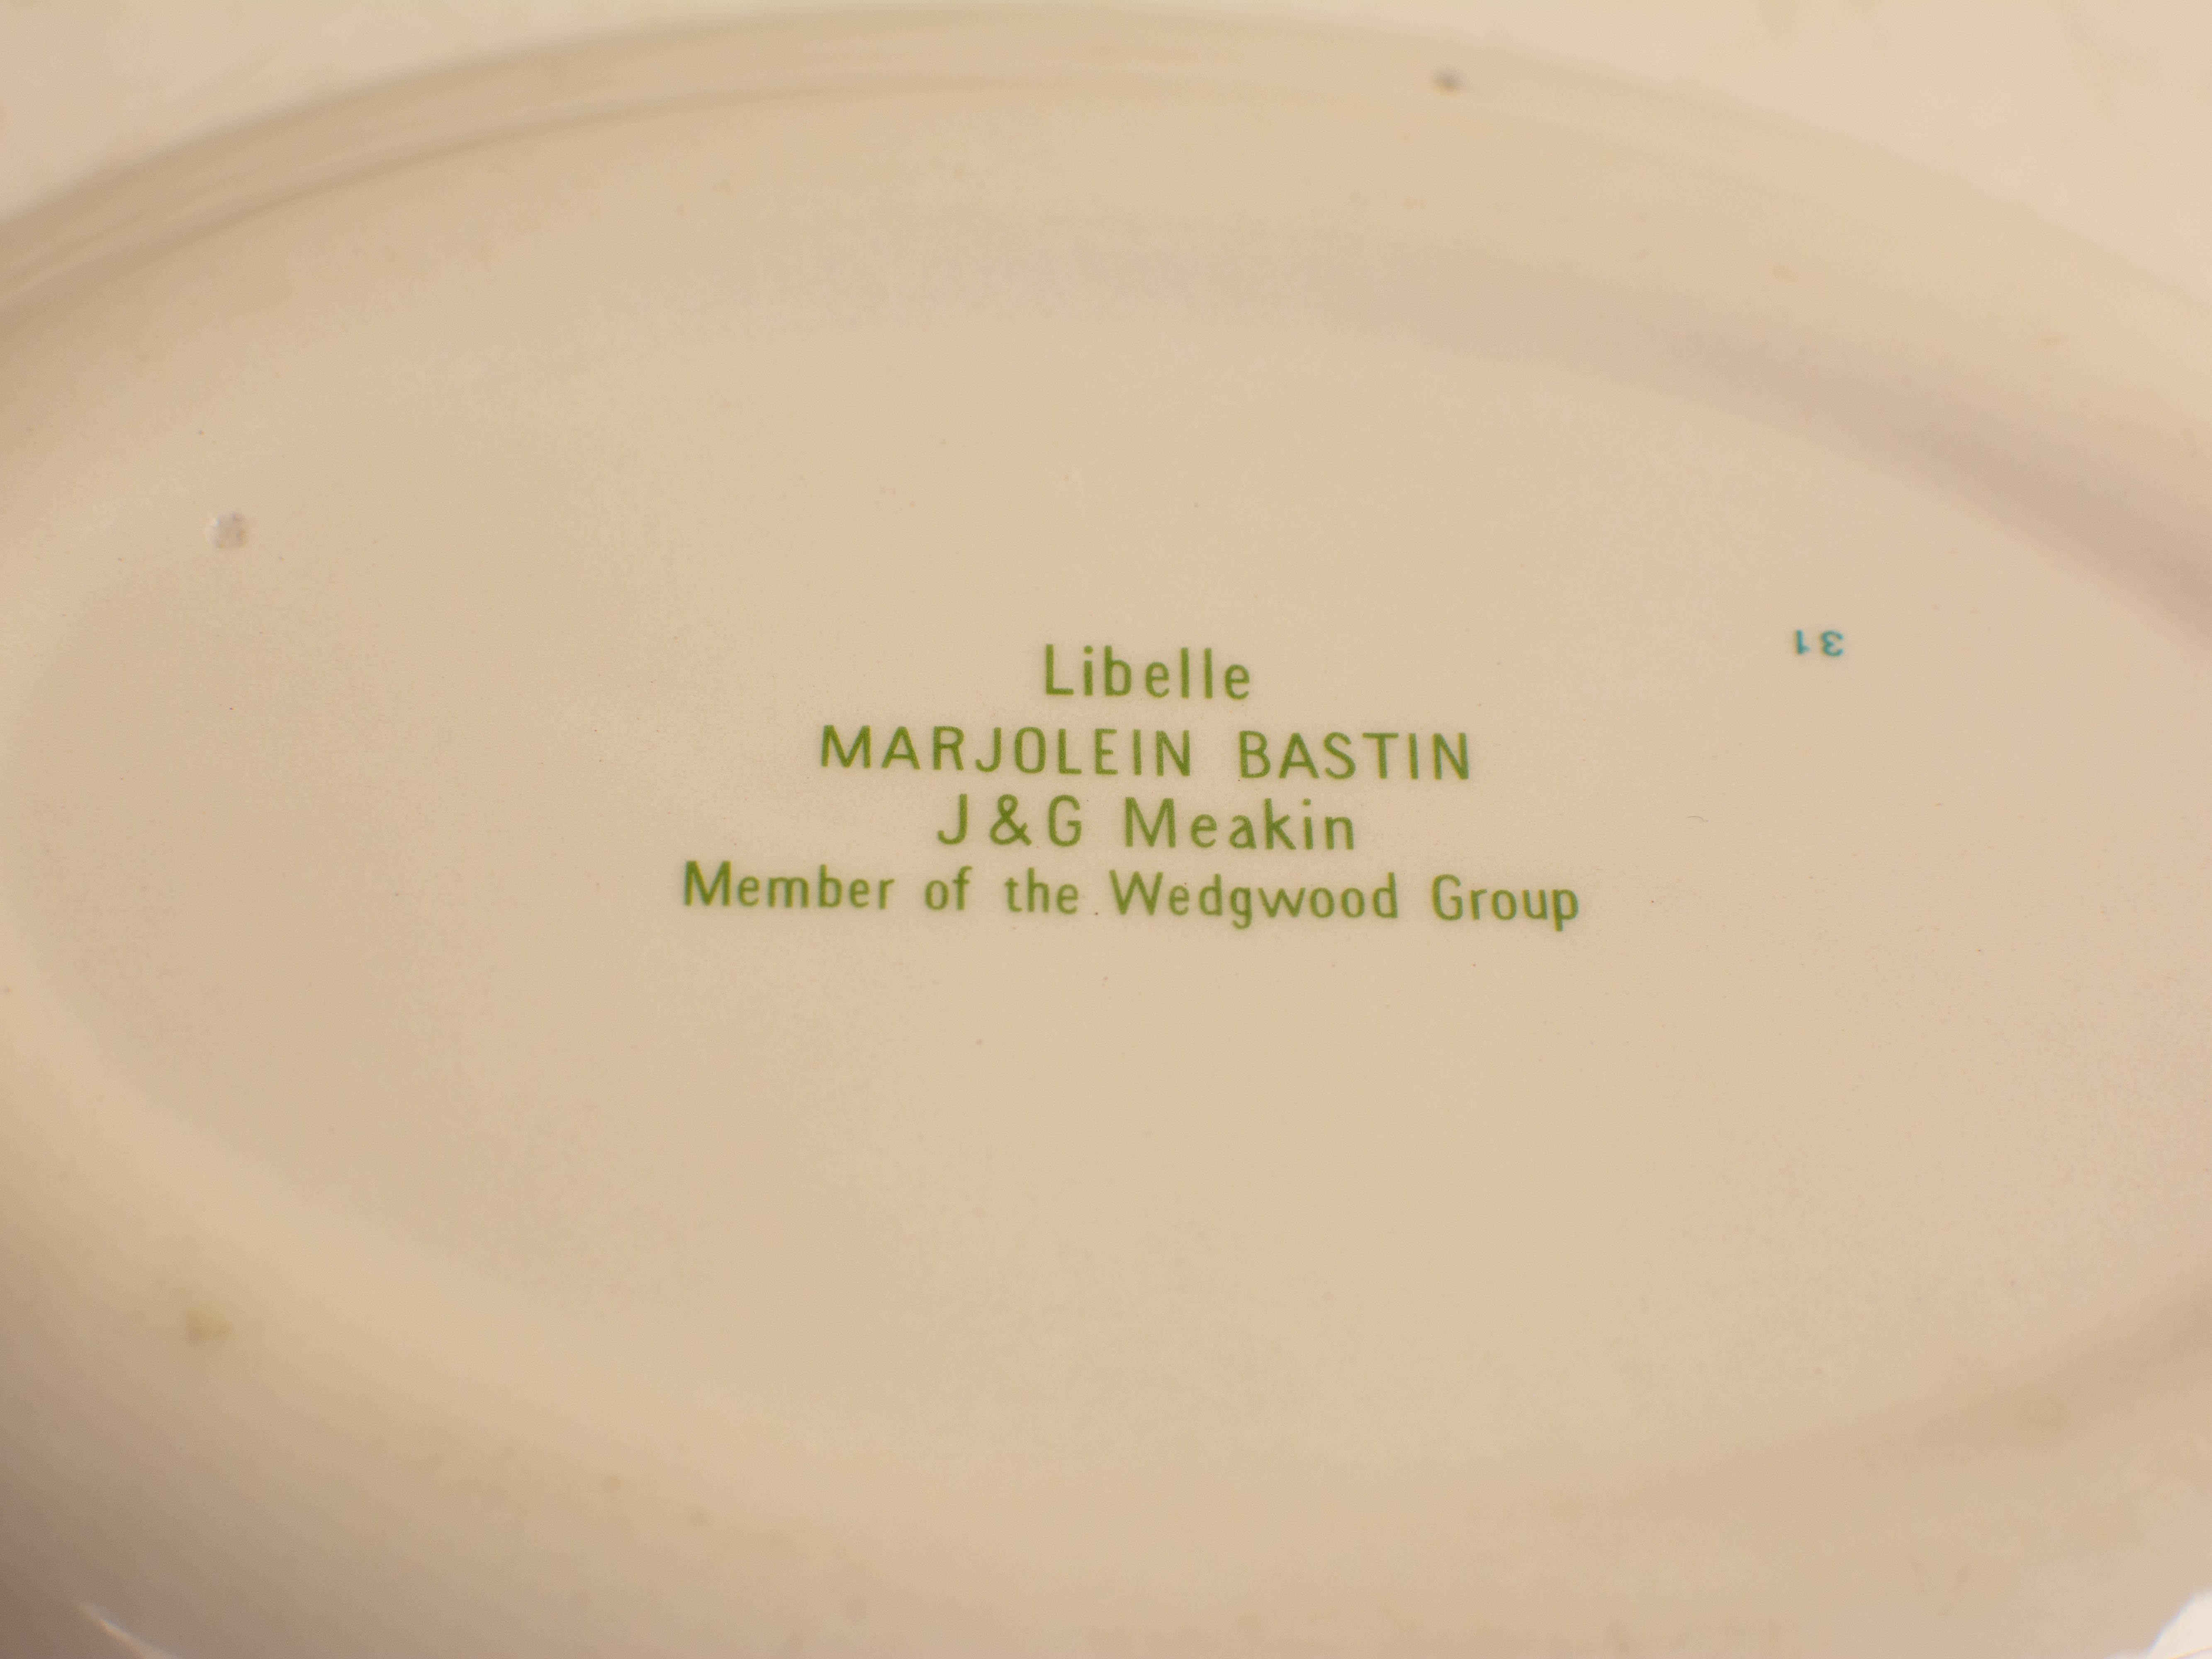 Libelle
MARJOLEIN BASTIN
J & G Meakin
Member of the Wedgwood Group
31